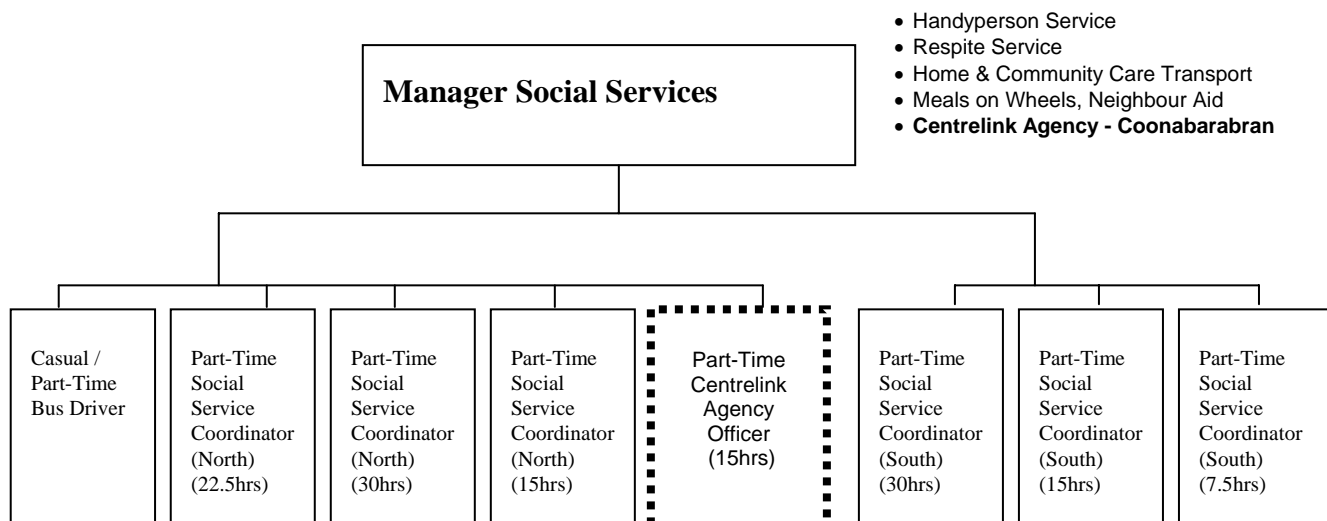 Manager Social Services
• Handyperson Service
• Respite Service
• Home & Community Care Transport
• Meals on Wheels, Neighbour Aid
• Centrelink Agency - Coonabarabran
Casual /
Part-Time
Bus Driver
Part-Time
Social
Service
Coordinator
(North)
(22.5hrs)
Part-Time
Social
Service
Coordinator
(North)
(30hrs)
Part-Time
Social
Service
Coordinator
(North)
(15hrs)
Part-Time
Centrelink
Agency
Officer
(15hrs)
Part-Time
Social
Service
Coordinator
(South)
(30hrs)
Part-Time
Social
Service
Coordinator
(South)
(15hrs)
Part-Time
Social
Service
Coordinator
(South)
(7.5hrs)